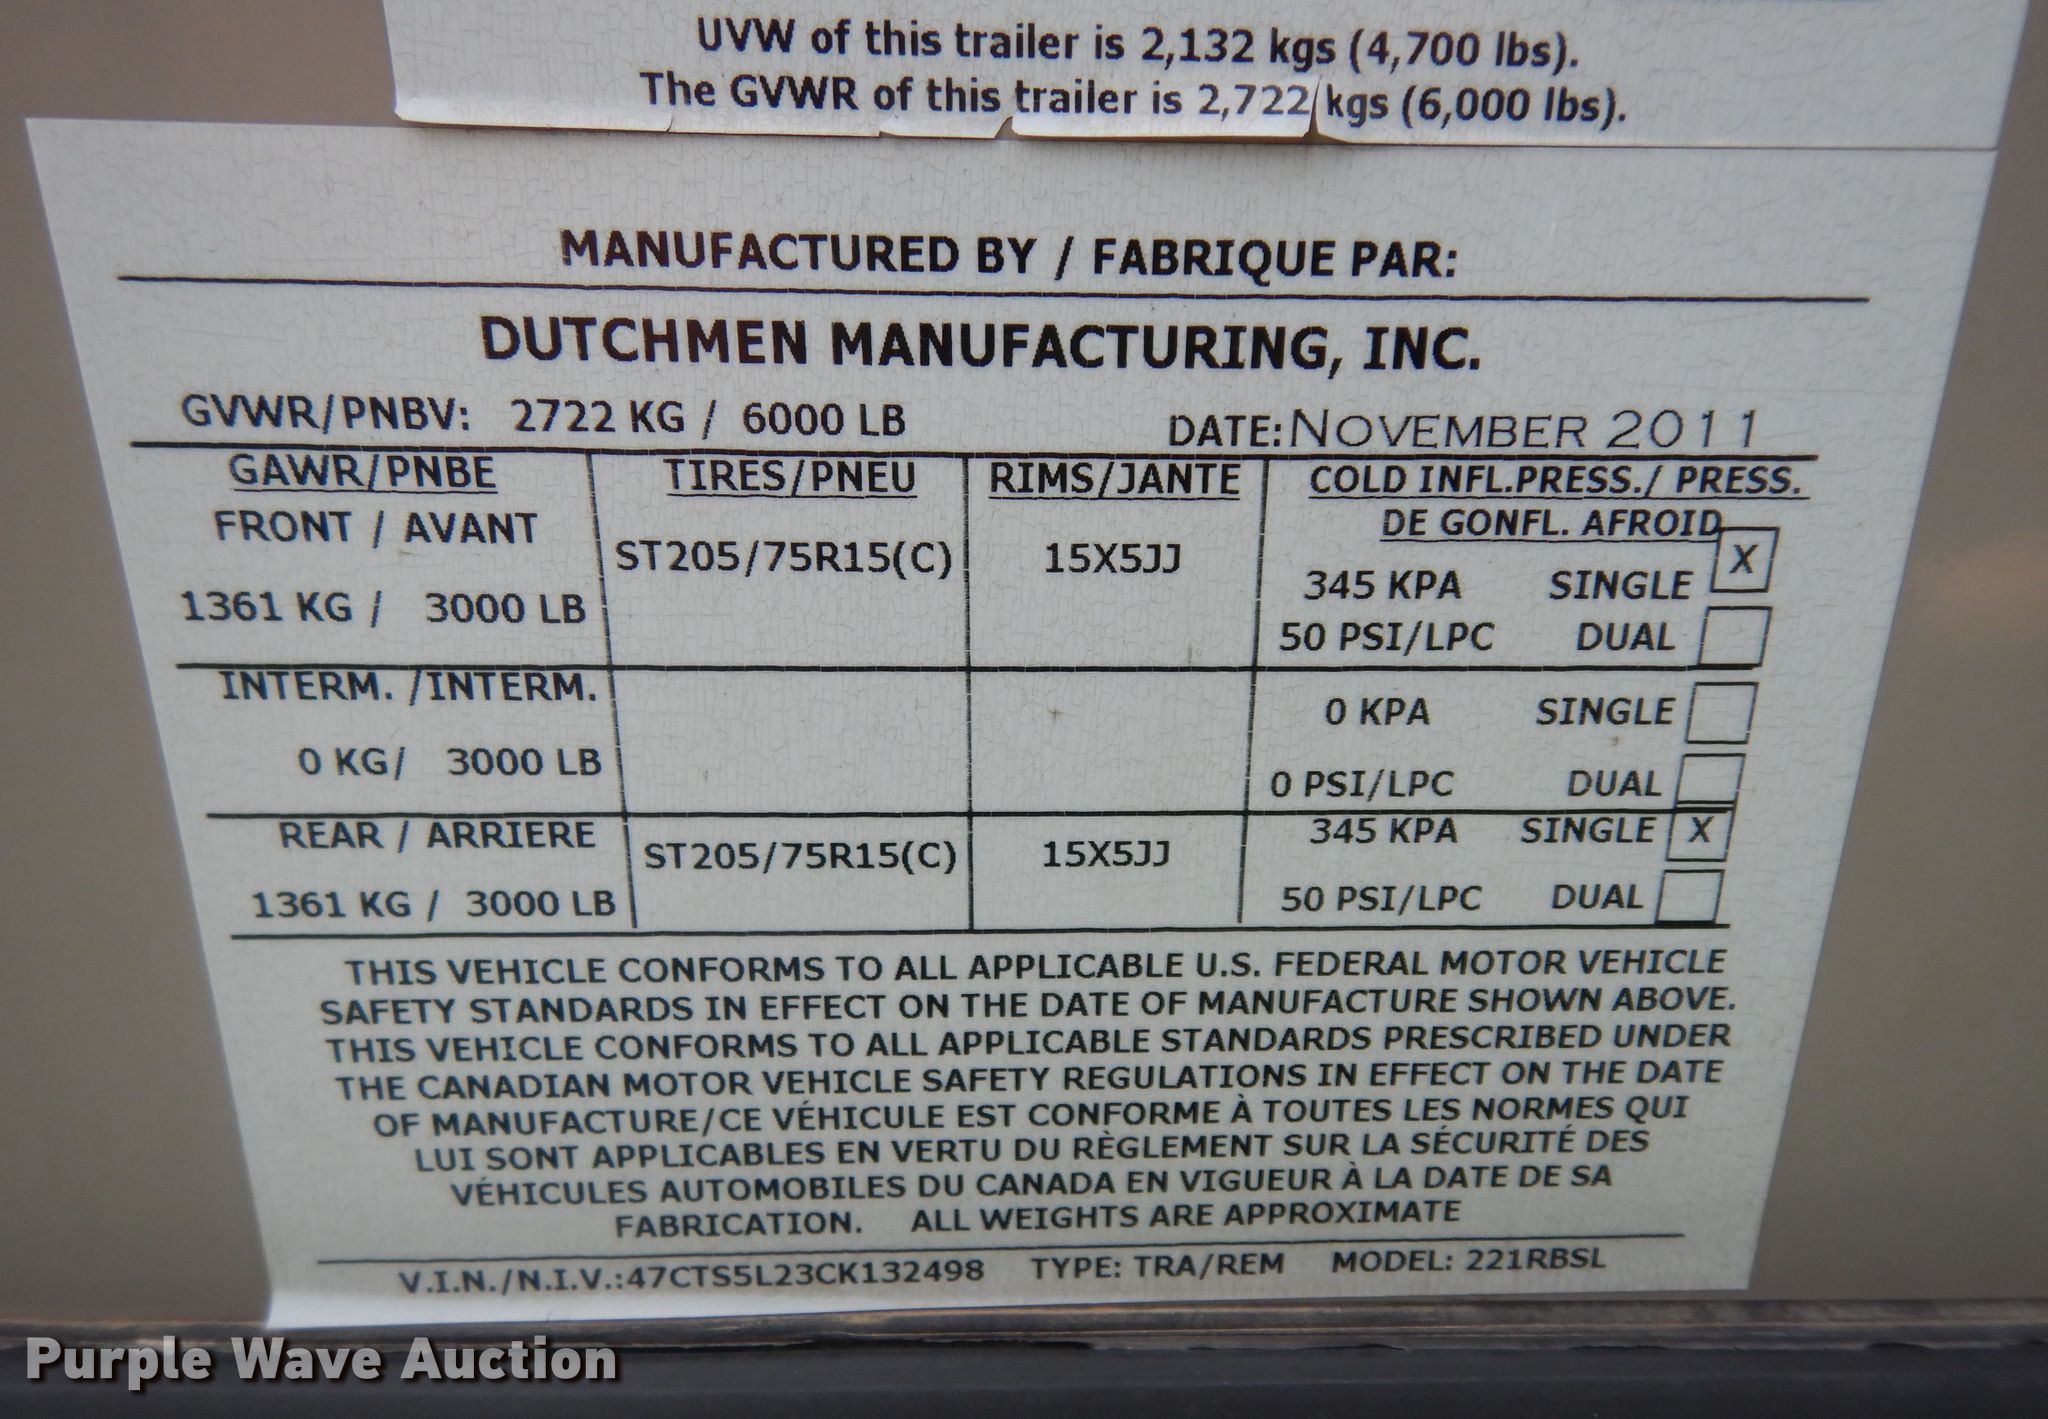 UVW of this trailer is 2,132 kgs (4,700 lbs).
The GVWR of this trailer is 2,722 kgs (6,000 lbs).
MANUFACTURED BY / FABRIQUE PAR:
DUTCHMEN MANUFACTURING, INC.
GVWR/PNBV: 2722 KG / 6000 LB DATE: NOVEMBER 2011
GAWR/PNBE TIRES/PNEU RIMS/JANTE COLD INFL.PRESS./ PRESS.
DE GONFL. AFROID
FRONT / AVANT ST205/75R15(C) 15X5JJ
345 KPA SINGLE X
1361 KG / 3000 LB
50 PSI/LPC DUAL
INTERM. /INTERM. 0 KPA SINGLE
0 KG/ 3000 LB 0 PSI/LPC DUAL
REAR / ARRIERE ST205/75R15(C) 15X5JJ 345 KPA SINGLE X
1361 KG / 3000 LB 50 PSI/LPC DUAL
THIS VEHICLE CONFORMS TO ALL APPLICABLE U.S. FEDERAL MOTOR VEHICLE
SAFETY STANDARDS IN EFFECT ON THE DATE OF MANUFACTURE SHOWN ABOVE.
THIS VEHICLE CONFORMS TO ALL APPLICABLE STANDARDS PRESCRIBED UNDER
THE CANADIAN MOTOR VEHICLE SAFETY REGULATIONS IN EFFECT ON THE DATE
OF MANUFACTURE/CE VÉHICULE EST CONFORME À TOUTES LES NORMES QUI
LUI SONT APPLICABLES EN VERTU DU RÈGLEMENT SUR LA SÉCURITÉ DES
VÉHICULES AUTOMOBILES DU CANADA EN VIGUEUR À LA DATE DE SA
FABRICATION. ALL WEIGHTS ARE APPROXIMATE
V.I.N./N.I.V.:47CTS5L23CK132498 TYPE: TRA/REM MODEL: 221RBSL
Purple Wave Auction